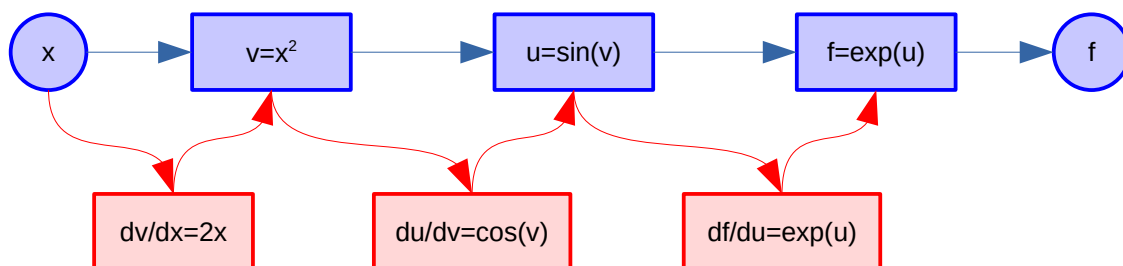 x
v=x²
u=sin(v)
f=exp(u)
f
dv/dx=2x
du/dv=cos(v)
df/du=exp(u)